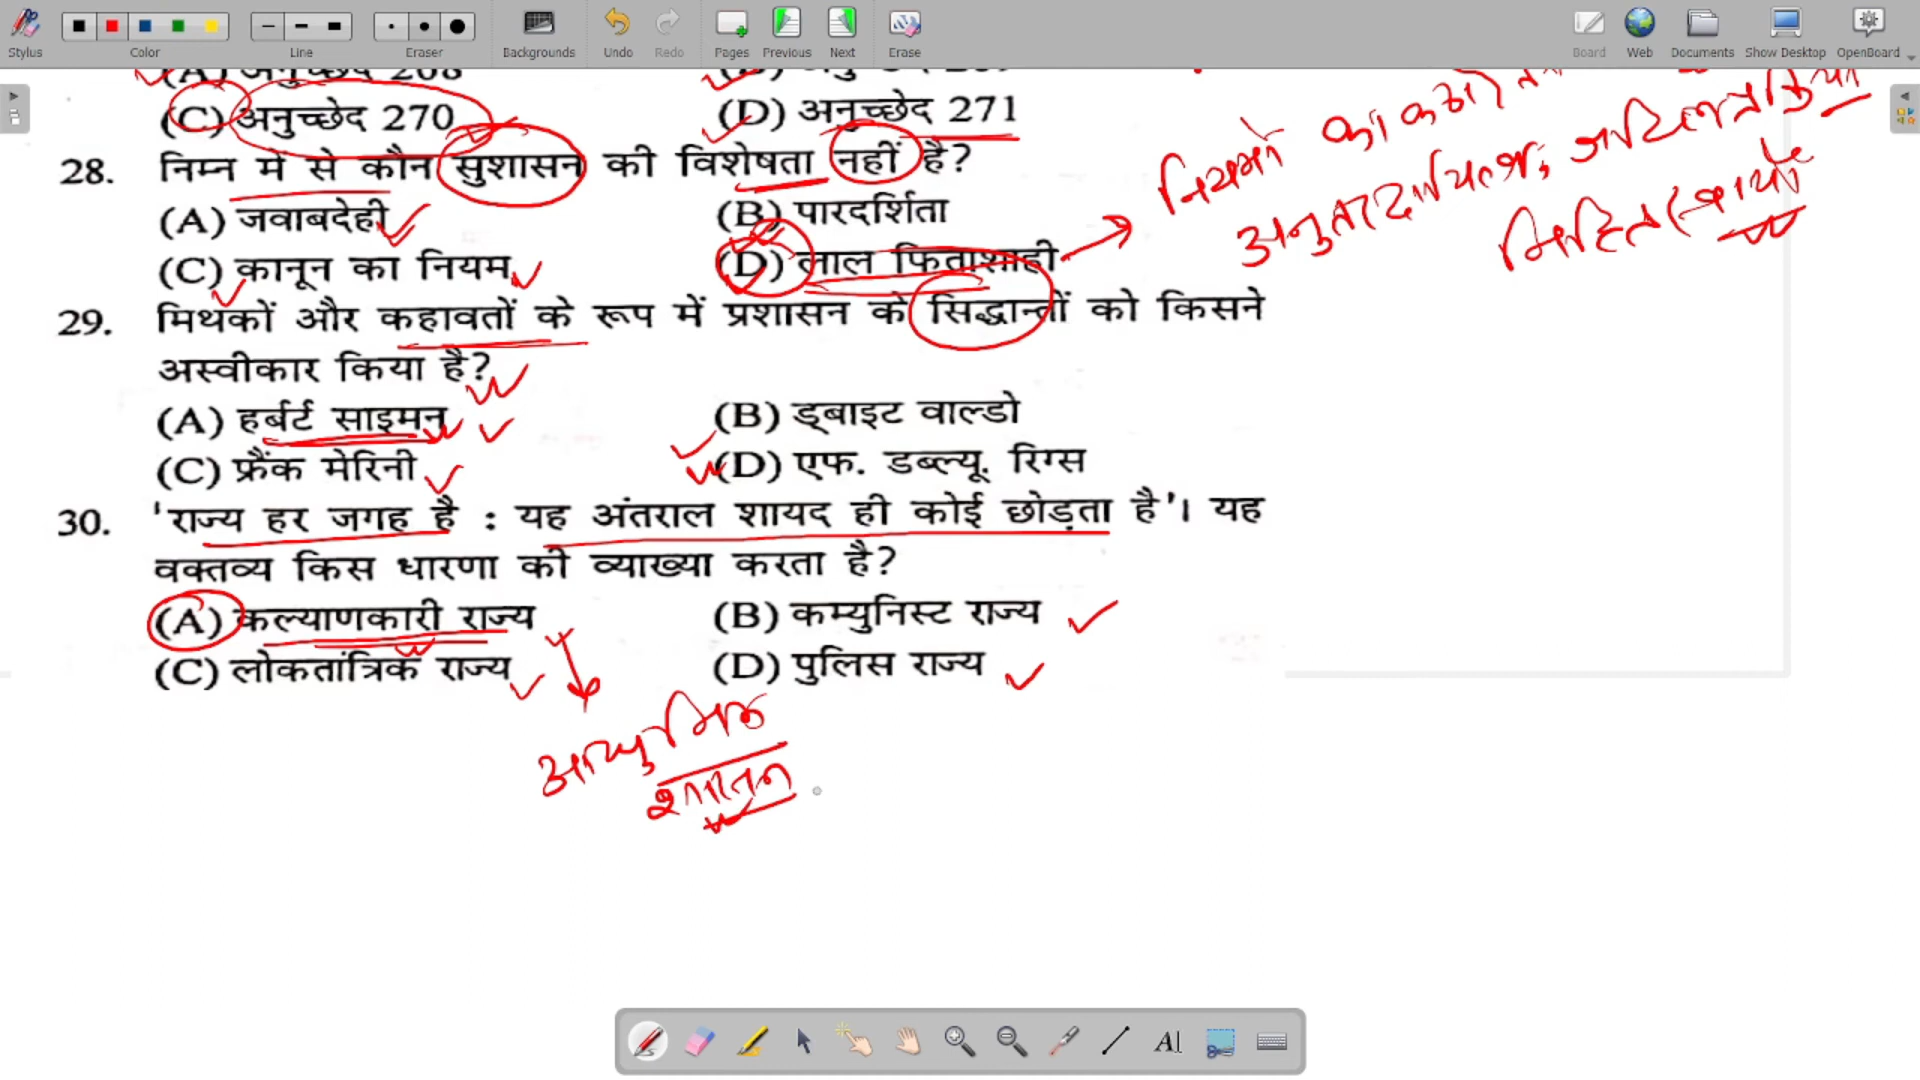 Stylus
Color
Line
Eraser
Backgrounds
Undo
Redo
Pages
Previous
Next
Erase
Board
Web
Documents
Show Desktop
OpenBoard
(A) अनुच्छेद 268
(C) अनुच्छेद 270 (D) अनुच्छेद 271
28. निम्न में से कौन सुशासन की विशेषता नहीं है?
(A) जवाबदेही (B) पारदर्शिता
(C) कानून का नियम (D) लाल फिताशाही
29. मिथकों और कहावतों के रूप में प्रशासन के सिद्धान्तों को किसने
अस्वीकार किया है?
(A) हर्बर्ट साइमन (B) ड्बाइट वाल्डो
(C) फ्रैंक मेरिनी (D) एफ. डब्ल्यू. रिग्स
30. 'राज्य हर जगह है : यह अंतराल शायद ही कोई छोड़ता है'। यह
वक्तव्य किस धारणा की व्याख्या करता है?
(A) कल्याणकारी राज्य (B) कम्युनिस्ट राज्य
(C) लोकतांत्रिक राज्य (D) पुलिस राज्य